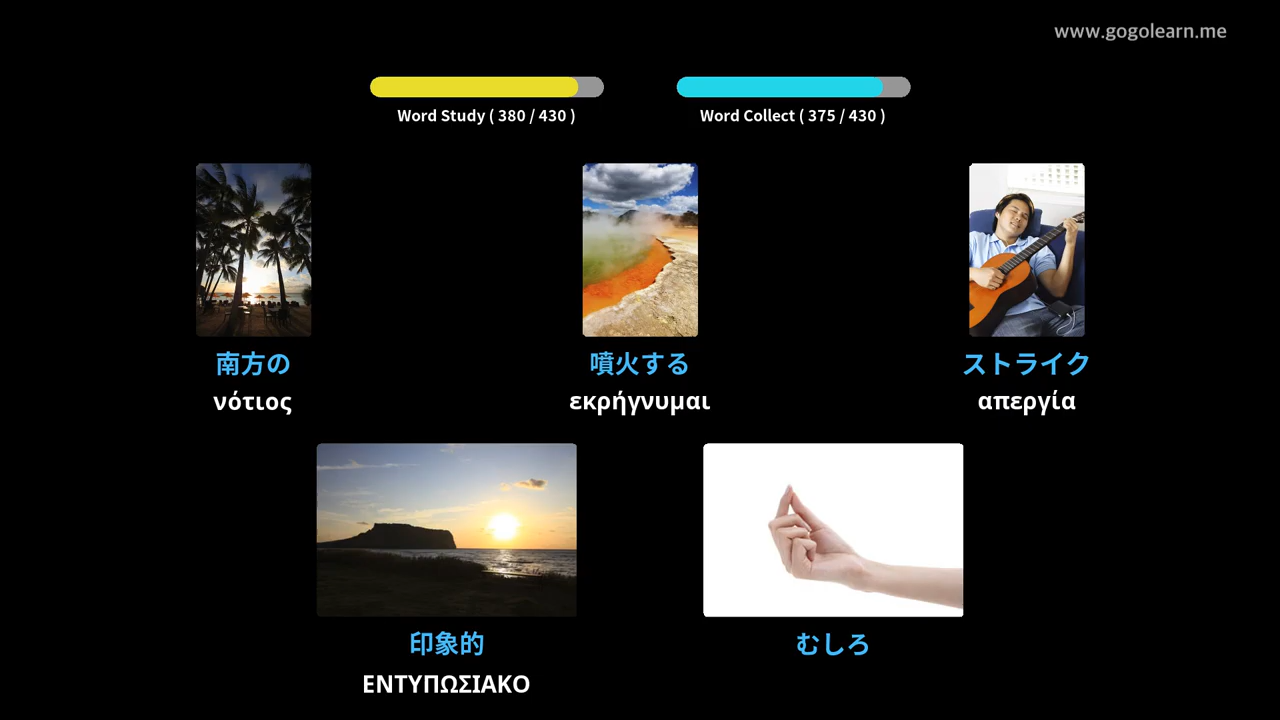 www.gogolearn.me
Word Study ( 380 / 430 )
Word Collect ( 375 / 430 )
南方の
噴火する
ストライク
νότιος
εκρήγνυμαι
απεργία
印象的
むしろ
ΕΝΤΥΠΩΣΙΑΚΟ